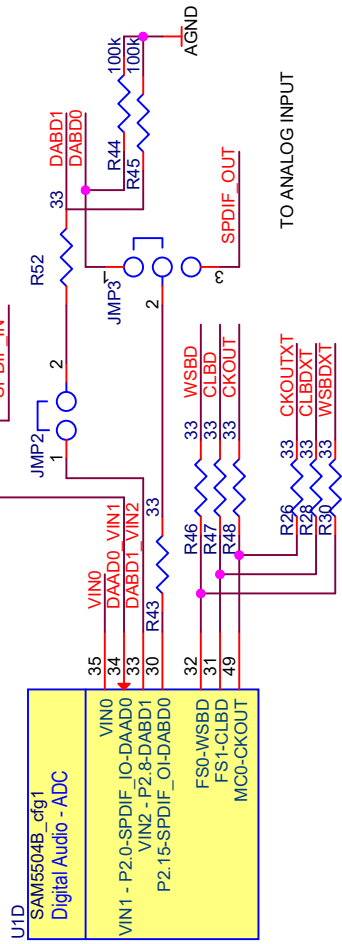 U1D
SAM5504B_cfg1
Digital Audio - ADC
VIN0
VIN1 - P2.0-SPDIF_IO-DAAD0
VIN2 - P2.8-DABD1
P2.15-SPDIF_OI-DABD0
FS0-WSBD
FS1-CLBD
MC0-CKOUT
35
34
33
30
32
31
49
VIN0
DAAD0_VIN1
DABD1_VIN2
R43
33
JMP2
1
2
R52
33
DABD1
DABD0
R44
100k
R45
100k
AGND
JMP3
1
2
3
SPDIF_OUT
R46
33
WSBD
R47
33
CLBD
R48
33
CKOUT
R26
33
CKOUTXT
R28
33
CLBDXT
R30
33
WSBDXT
TO ANALOG INPUT